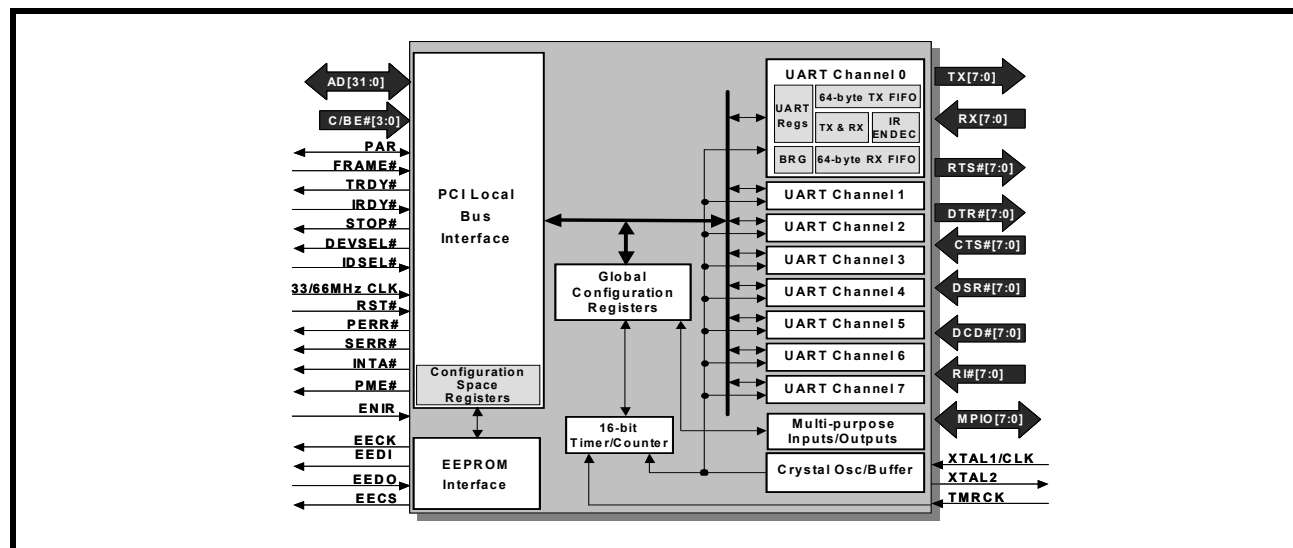 AD[31:0]
C/BE#[3:0]
PAR
FRAME#
TRDY#
IRDY#
STOP#
DEVSEL#
IDSEL#
33/66MHz CLK
RST#
PERR#
SERR#
INTA#
PME#
ENIR
EECK
EEDI
EEDO
EECS
PCI Local
Bus
Interface
Configuration
Space
Registers
EEPROM
Interface
Global
Configuration
Registers
16-bit
Timer/Counter
UART Channel 0
UART
Regs
64-byte TX FIFO
TX & RX
IR
ENDEC
BRG
64-byte RX FIFO
UART Channel 1
UART Channel 2
UART Channel 3
UART Channel 4
UART Channel 5
UART Channel 6
UART Channel 7
Multi-purpose
Inputs/Outputs
Crystal Osc/Buffer
TX[7:0]
RX[7:0]
RTS#[7:0]
DTR#[7:0]
CTS#[7:0]
DSR#[7:0]
DCD#[7:0]
RI#[7:0]
MPIO[7:0]
XTAL1/CLK
XTAL2
TMRCK